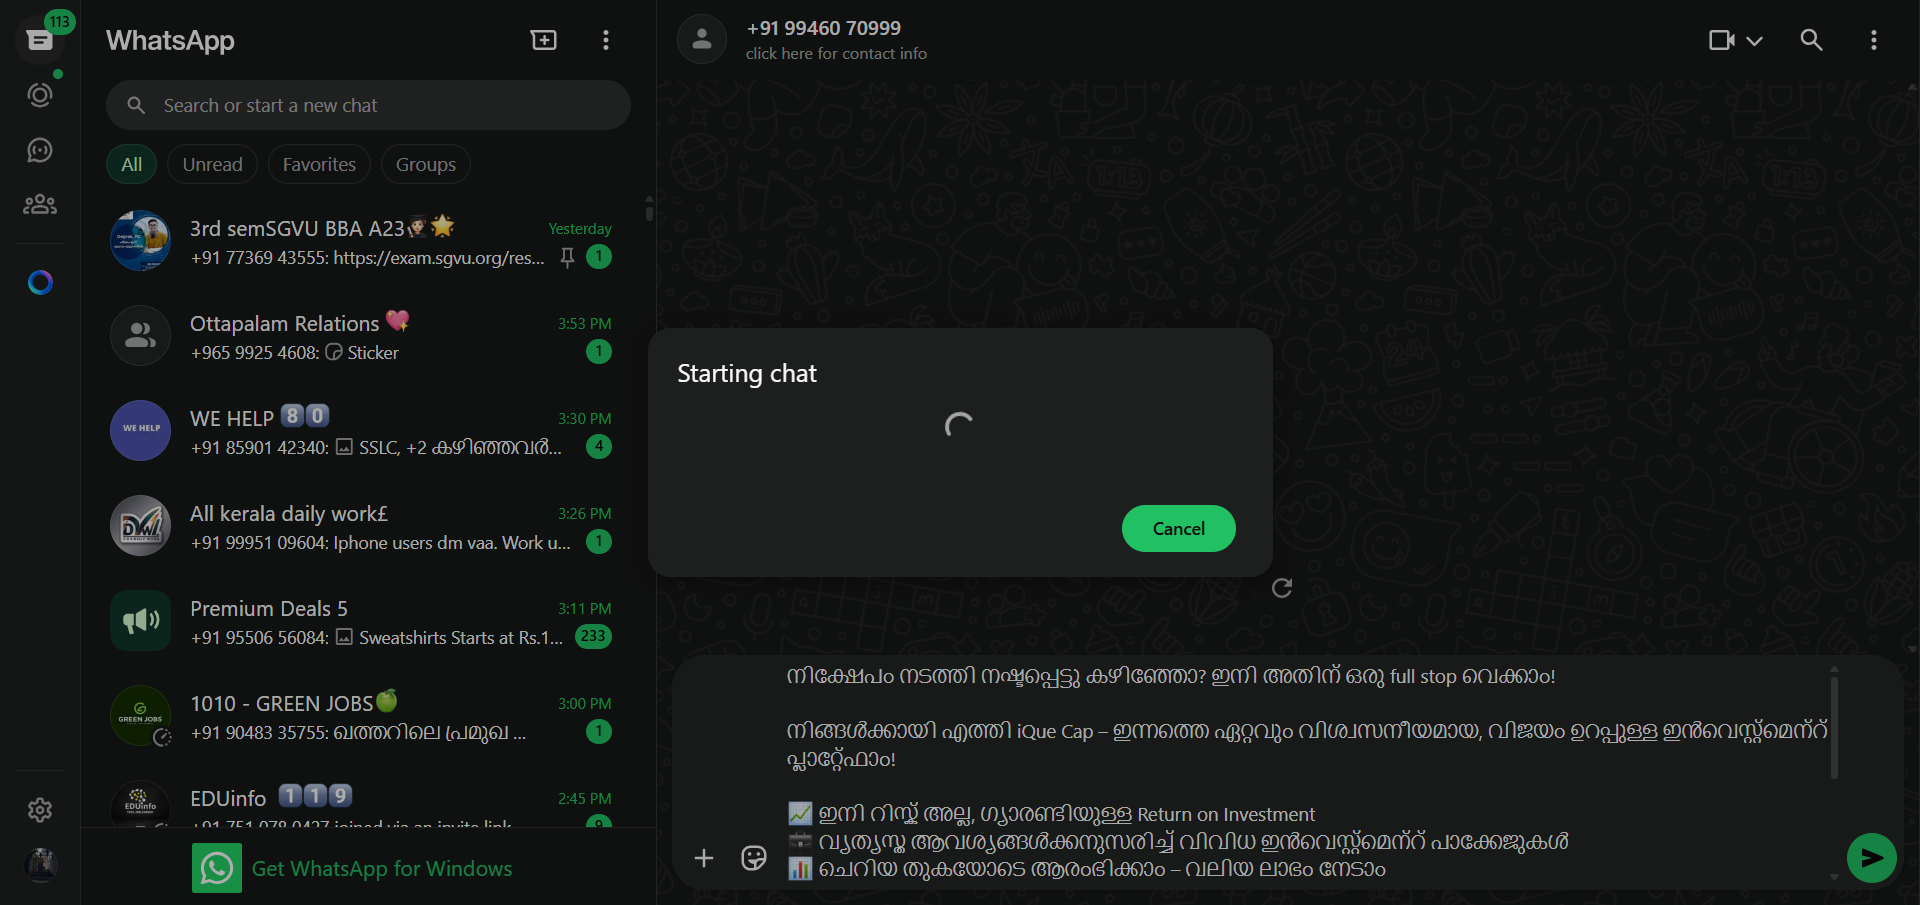 113
WhatsApp
Search or start a new chat
All
Unread
Favorites
Groups
3rd semSGVU BBA A23👩🏻‍🎓🌟
Yesterday
+91 77369 43555: https://exam.sgvu.org/res...
1
Ottapalam Relations 💖
3:53 PM
+965 9925 4608: Sticker
1
WE HELP
WE HELP 8️⃣0️⃣
3:30 PM
+91 85901 42340: SSLC, +2 കഴിഞ്ഞവർ...
4
All kerala daily work£
3:26 PM
+91 99951 09604: Iphone users dm vaa. Work u...
1
Premium Deals 5
3:11 PM
+91 95506 56084: Sweatshirts Starts at Rs.1...
233
GREEN JOBS
1010 - GREEN JOBS🍏
3:00 PM
+91 90483 35755: ഖത്തറിലെ പ്രമുഖ ...
1
EDUinfo
EDUinfo 1️⃣1️⃣9️⃣
2:45 PM
+91 751 078 0427 joined via an invite link
Get WhatsApp for Windows
+91 99460 70999
click here for contact info
Starting chat
Cancel
നിക്ഷേപം നടത്തി നഷ്ടപ്പെട്ടു കഴിഞ്ഞോ? ഇനി അതിന് ഒരു full stop വെക്കാം!
നിങ്ങൾക്കായി എത്തി iQue Cap – ഇന്നത്തെ ഏറ്റവും വിശ്വസനീയമായ, വിജയം ഉറപ്പുള്ള ഇൻവെസ്റ്റ്മെന്റ്
പ്ലാറ്റ്ഫോം!
📈 ഇനി റിസ്ക് അല്ല, ഗ്യാരണ്ടിയുള്ള Return on Investment
💼 വ്യത്യസ്ത ആവശ്യങ്ങൾക്കനുസരിച്ച് വിവിധ ഇൻവെസ്റ്റ്മെന്റ് പാക്കേജുകൾ
📊 ചെറിയ തുകയോടെ ആരംഭിക്കാം – വലിയ ലാഭം നേടാം